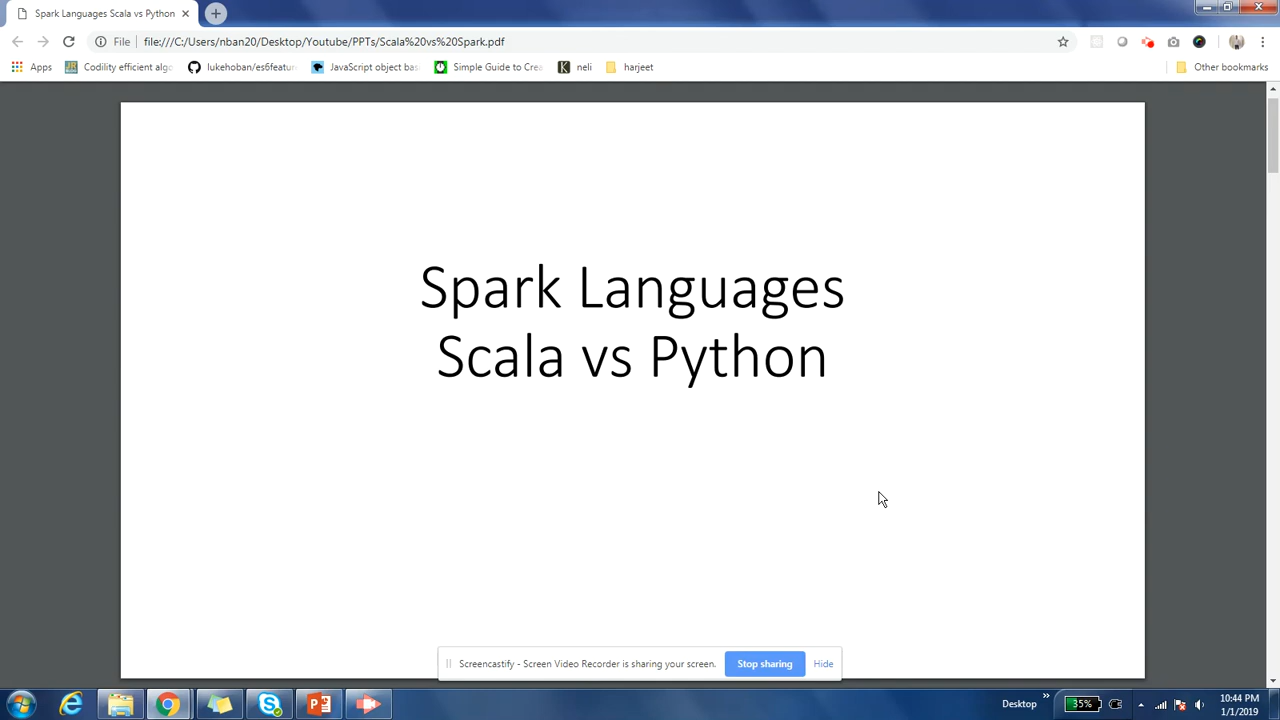 Spark Languages Scala vs Python
File file:///C:/Users/nban20/Desktop/Youtube/PPTs/Scala%20vs%20Spark.pdf
Apps Codility efficient algo lukehoban/es6featur JavaScript object bas Simple Guide to Crea neli harjeet Other bookmarks
Spark Languages
Scala vs Python
Screencastify - Screen Video Recorder is sharing your screen. Stop sharing Hide
Desktop 35% 10:44 PM
1/1/2019